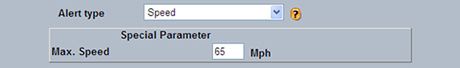 Alert type Speed ?
Special Parameter
Max. Speed 65 Mph